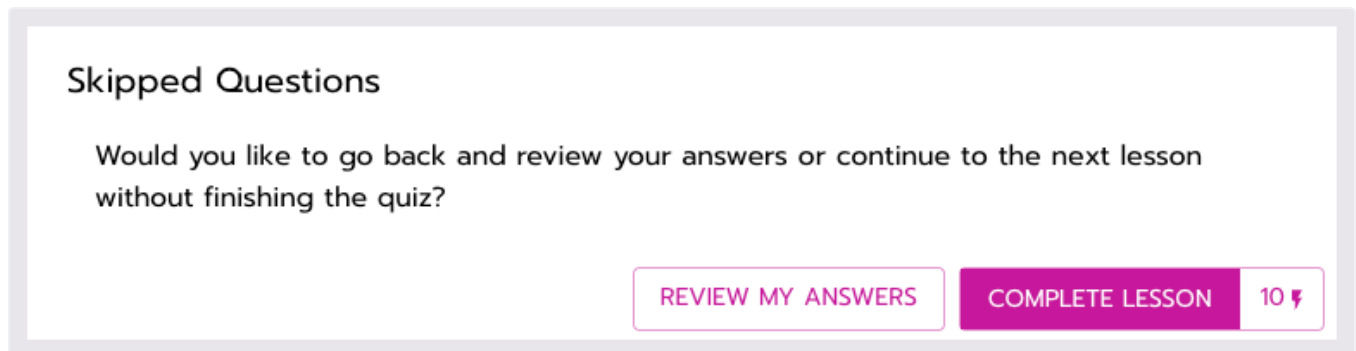 Skipped Questions
Would you like to go back and review your answers or continue to the next lesson
without finishing the quiz?
REVIEW MY ANSWERS
COMPLETE LESSON
10